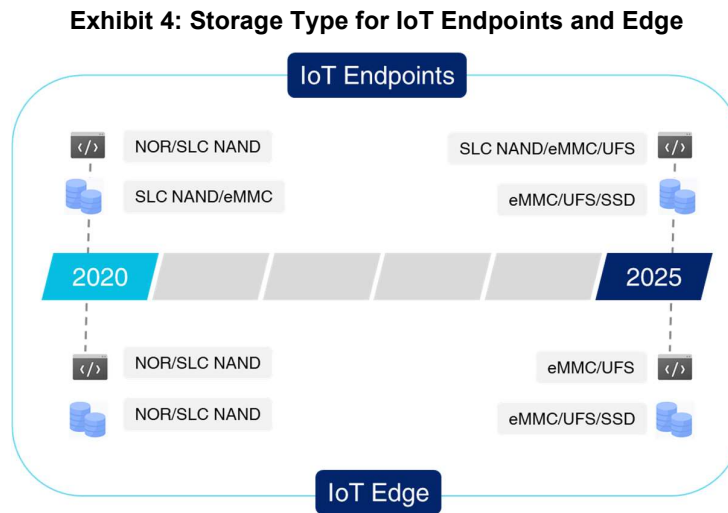 Exhibit 4: Storage Type for IoT Endpoints and Edge
IoT Endpoints
</> NOR/SLC NAND
SLC NAND/eMMC/UFS </>
SLC NAND/eMMC
eMMC/UFS/SSD
2020
2025
</> NOR/SLC NAND
eMMC/UFS </>
NOR/SLC NAND
eMMC/UFS/SSD
IoT Edge